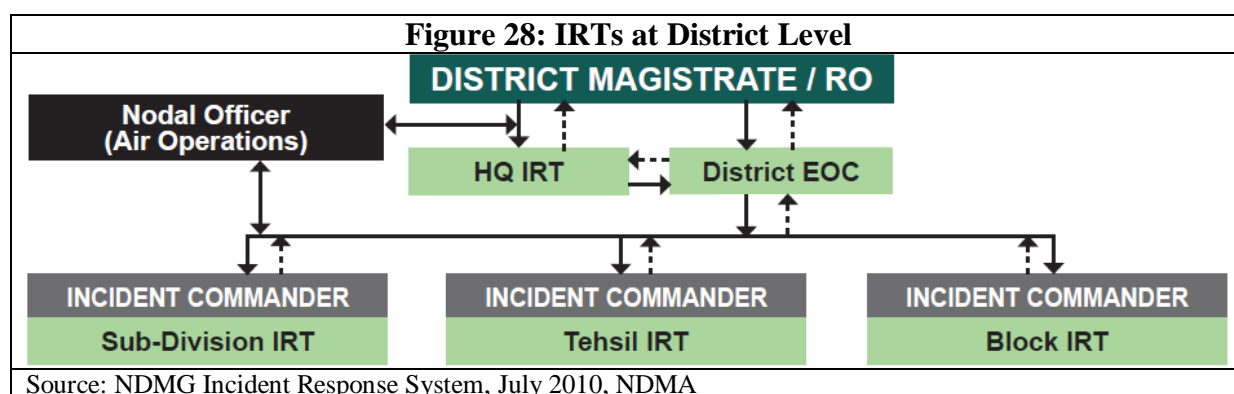 Figure 28: IRTs at District Level
DISTRICT MAGISTRATE / RO
Nodal Officer
(Air Operations)
HQ IRT
District EOC
INCIDENT COMMANDER
Sub-Division IRT
INCIDENT COMMANDER
Tehsil IRT
INCIDENT COMMANDER
Block IRT
Source: NDMG Incident Response System, July 2010, NDMA